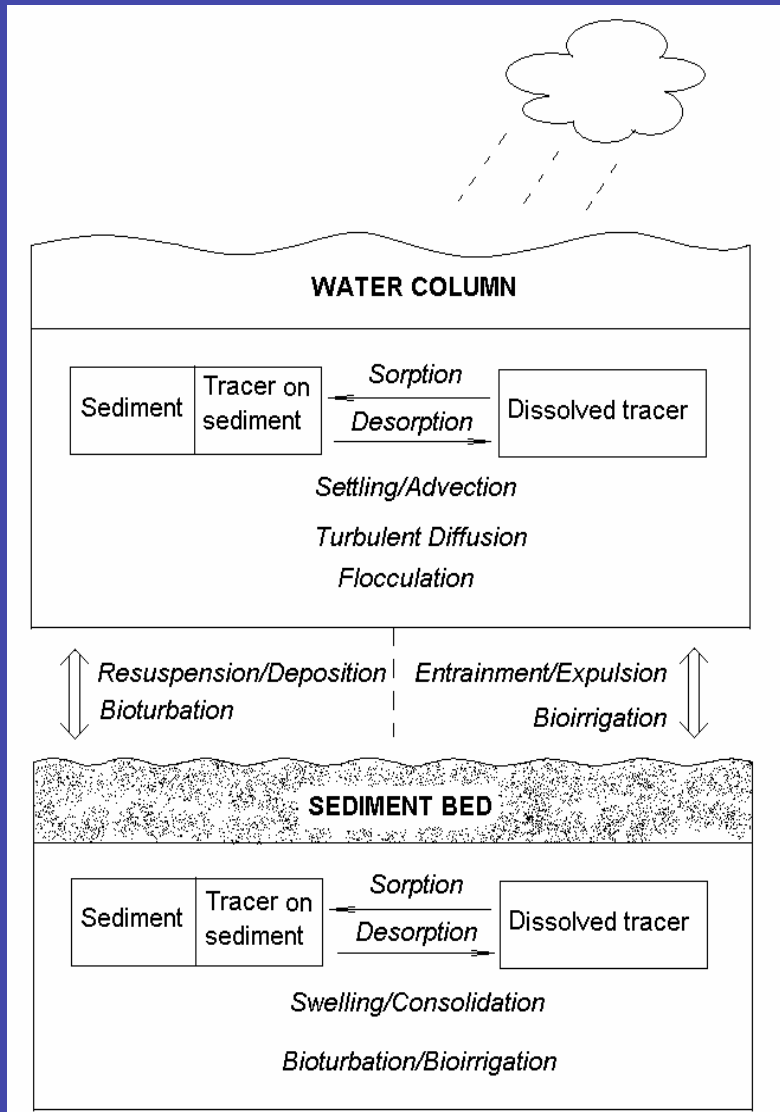 WATER COLUMN
Sediment
Tracer on
sediment
Sorption
Desorption
Dissolved tracer
Settling/Advection
Turbulent Diffusion
Flocculation
Resuspension/Deposition
Bioturbation
Entrainment/Expulsion
Bioirrigation
SEDIMENT BED
Sediment
Tracer on
sediment
Sorption
Desorption
Dissolved tracer
Swelling/Consolidation
Bioturbation/Bioirrigation